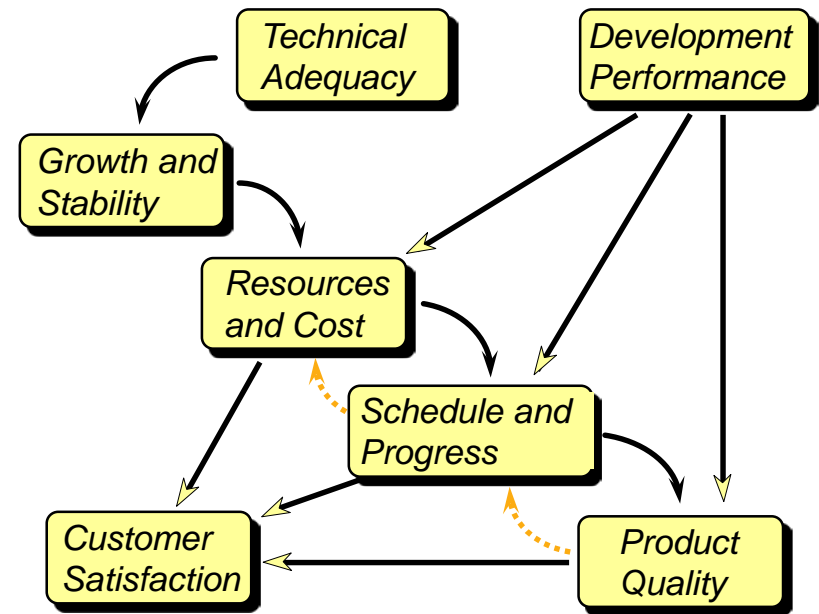 Technical
Adequacy
Development
Performance
Growth and
Stability
Resources
and Cost
Schedule and
Progress
Customer
Satisfaction
Product
Quality